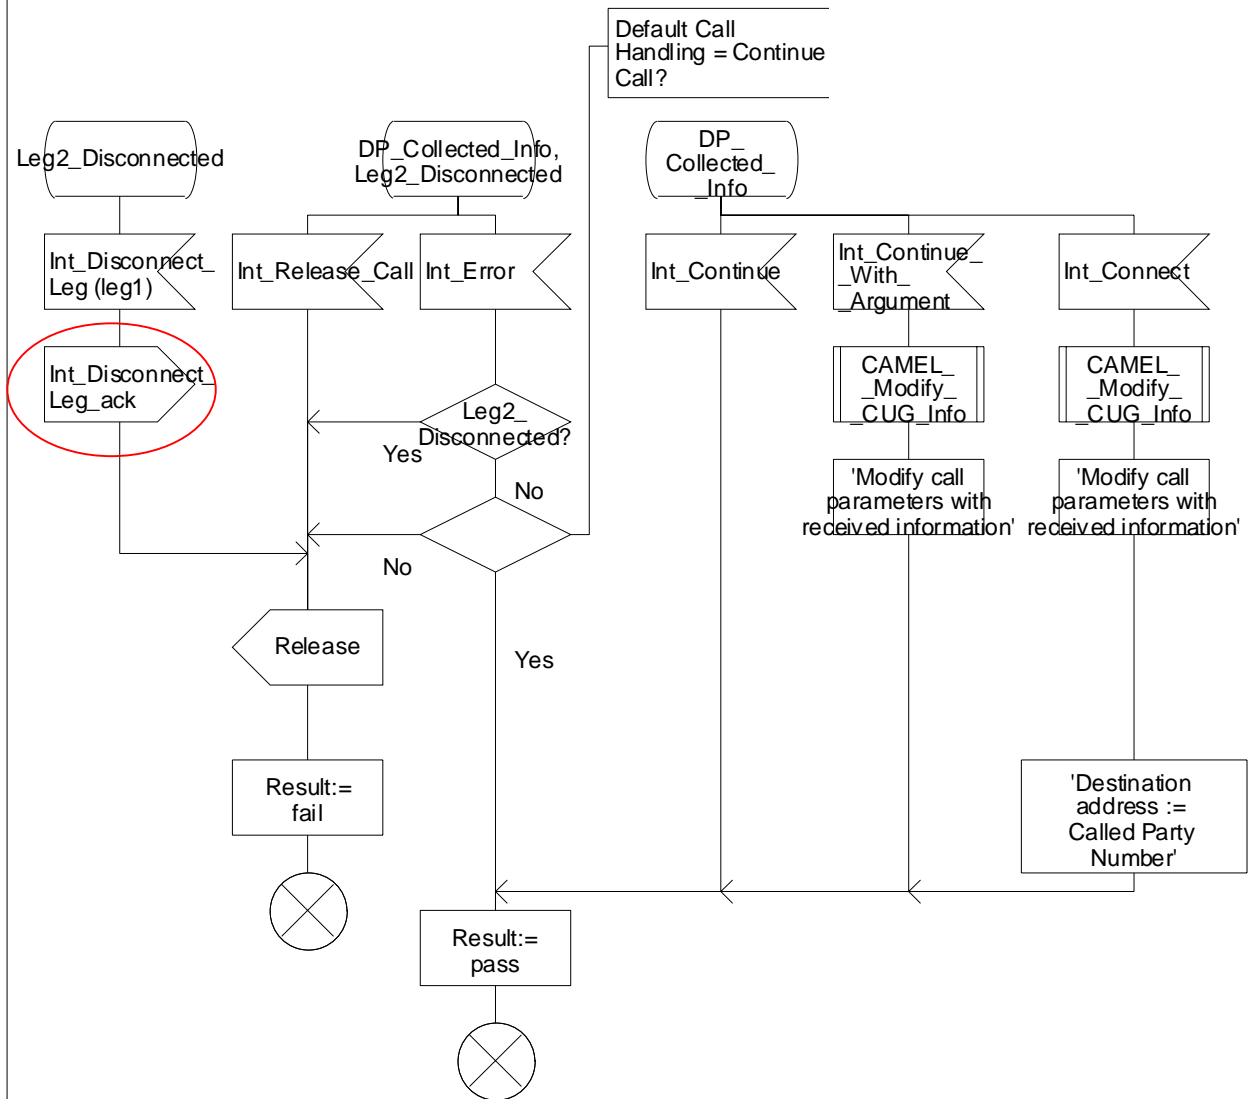 Default Call
Handling = Continue
Call?
Leg2_Disconnected
DP_Collected_Info,
Leg2_Disconnected
DP_
Collected_
_Info
Int_Disconnect_
Leg (leg1)
Int_Release_Call
Int_Error
Int_Continue
Int_Continue_
_With_
_Argument
Int_Connect
Int_Disconnect_
Leg_ack
CAMEL_
_Modify_
_CUG_Info
CAMEL_
_Modify_
_CUG_Info
Leg2_
Disconnected?
Yes
No
'Modify call
parameters with
received information'
'Modify call
parameters with
received information'
No
Yes
Release
Result:=
fail
'Destination
address :=
Called Party
Number'
Result:=
pass